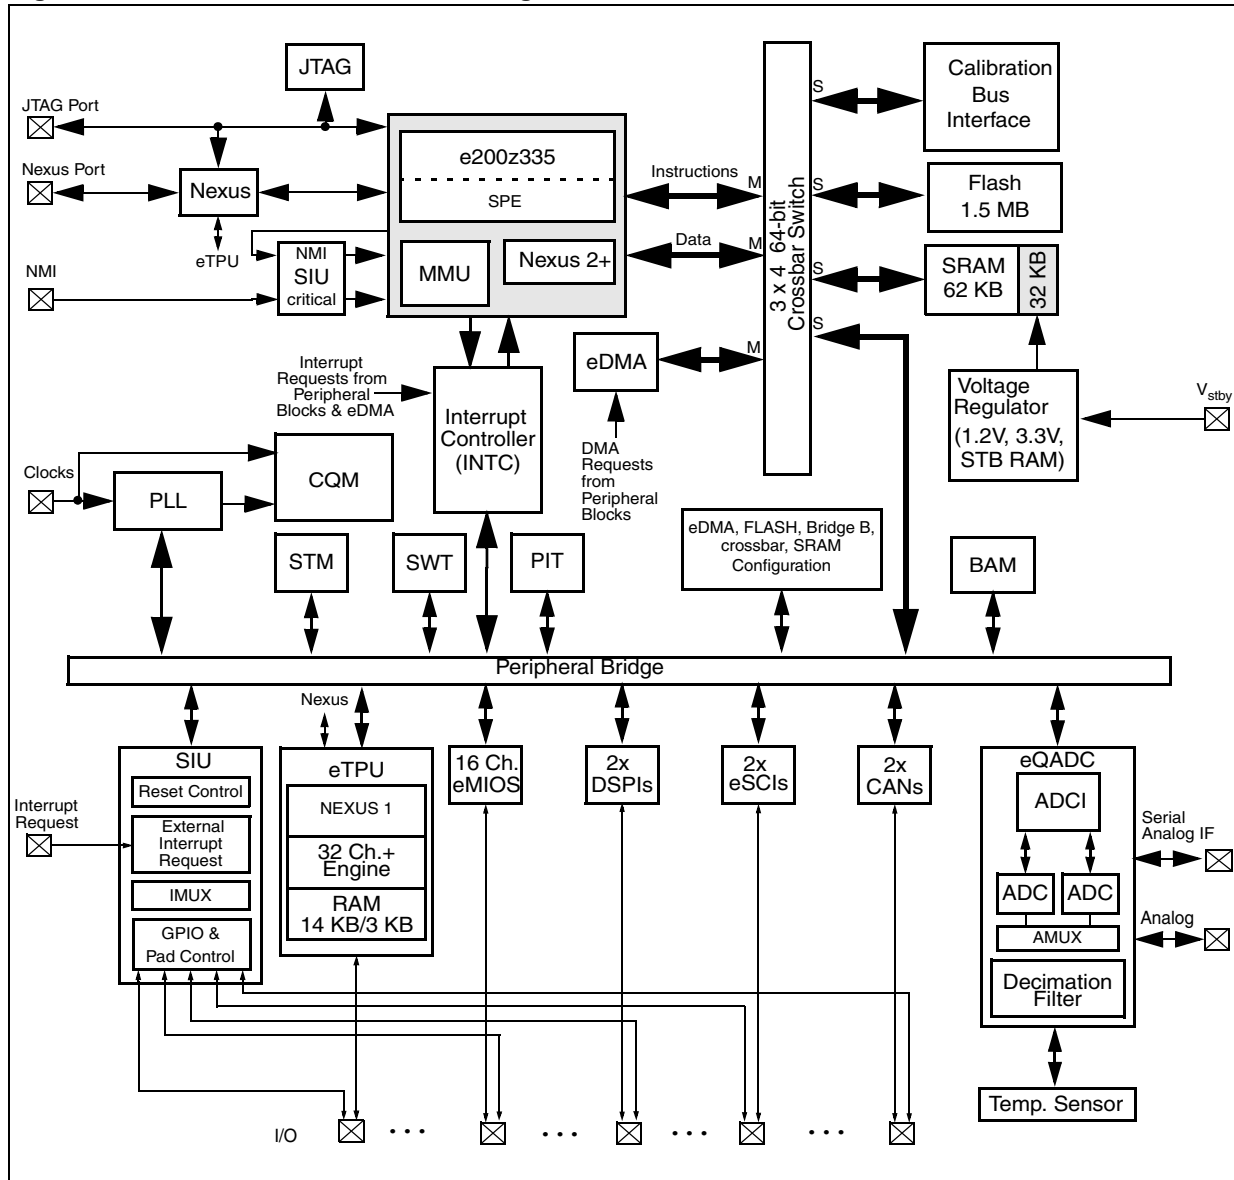 JTAG
Calibration
Bus
Interface
JTAG Port
Nexus Port
Nexus
eTPU
NMI
NMI
SIU
critical
e200z335
SPE
MMU
Nexus 2+
Instructions
M
Data
M
3 x 4 64-bit
Crossbar Switch
S
S
S
S
Flash
1.5 MB
SRAM
62 KB
32 KB
eDMA
M
Interrupt
Requests from
Peripheral
Blocks & eDMA
Interrupt
Controller
(INTC)
DMA
Requests
from
Peripheral
Blocks
Voltage
Regulator
(1.2V, 3.3V,
STB RAM)
Vstby
Clocks
PLL
CQM
STM
SWT
PIT
eDMA, FLASH, Bridge B,
crossbar, SRAM
Configuration
BAM
Peripheral Bridge
Nexus
SIU
Reset Control
External
Interrupt
Request
IMUX
GPIO &
Pad Control
Interrupt
Request
eTPU
NEXUS 1
32 Ch.+
Engine
RAM
14 KB/3 KB
16 Ch.
eMIOS
2x
DSPIs
2x
eSCIs
2x
CANs
eQADC
ADCI
ADC
ADC
AMUX
Decimation
Filter
Serial
Analog IF
Analog
Temp. Sensor
I/O
. . .
. . .
. . .
. . .